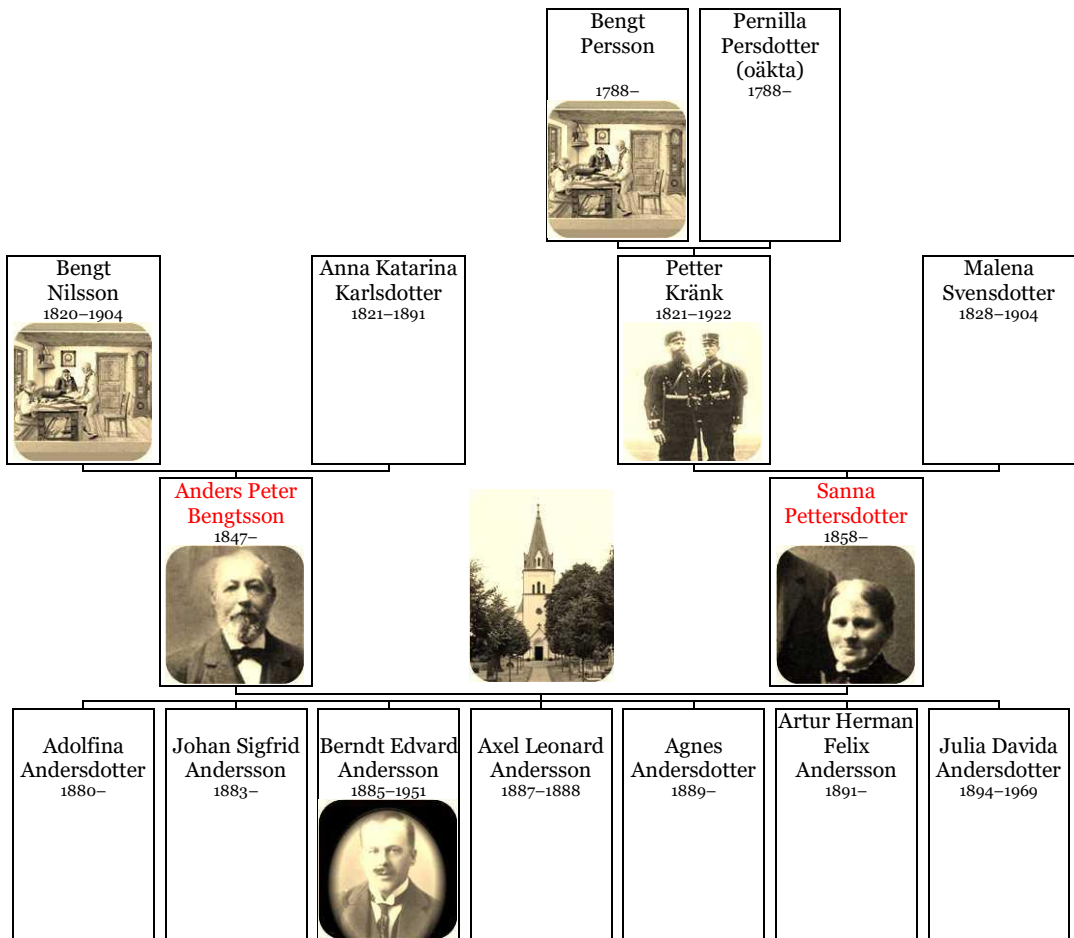 Bengt
Persson
1788–
Pernilla
Persdotter
(oäkta)
1788–
Bengt
Nilsson
1820–1904
Anna Katarina
Karlsdotter
1821–1891
Petter
Kränk
1821–1922
Malena
Svensdotter
1828–1904
Anders Peter
Bengtsson
1847–
Sanna
Pettersdotter
1858–
Adolfina
Andersdotter
1880–
Johan Sigfrid
Andersson
1883–
Berndt Edvard
Andersson
1885–1951
Axel Leonard
Andersson
1887–1888
Agnes
Andersdotter
1889–
Artur Herman
Felix
Andersson
1891–
Julia Davida
Andersdotter
1894–1969